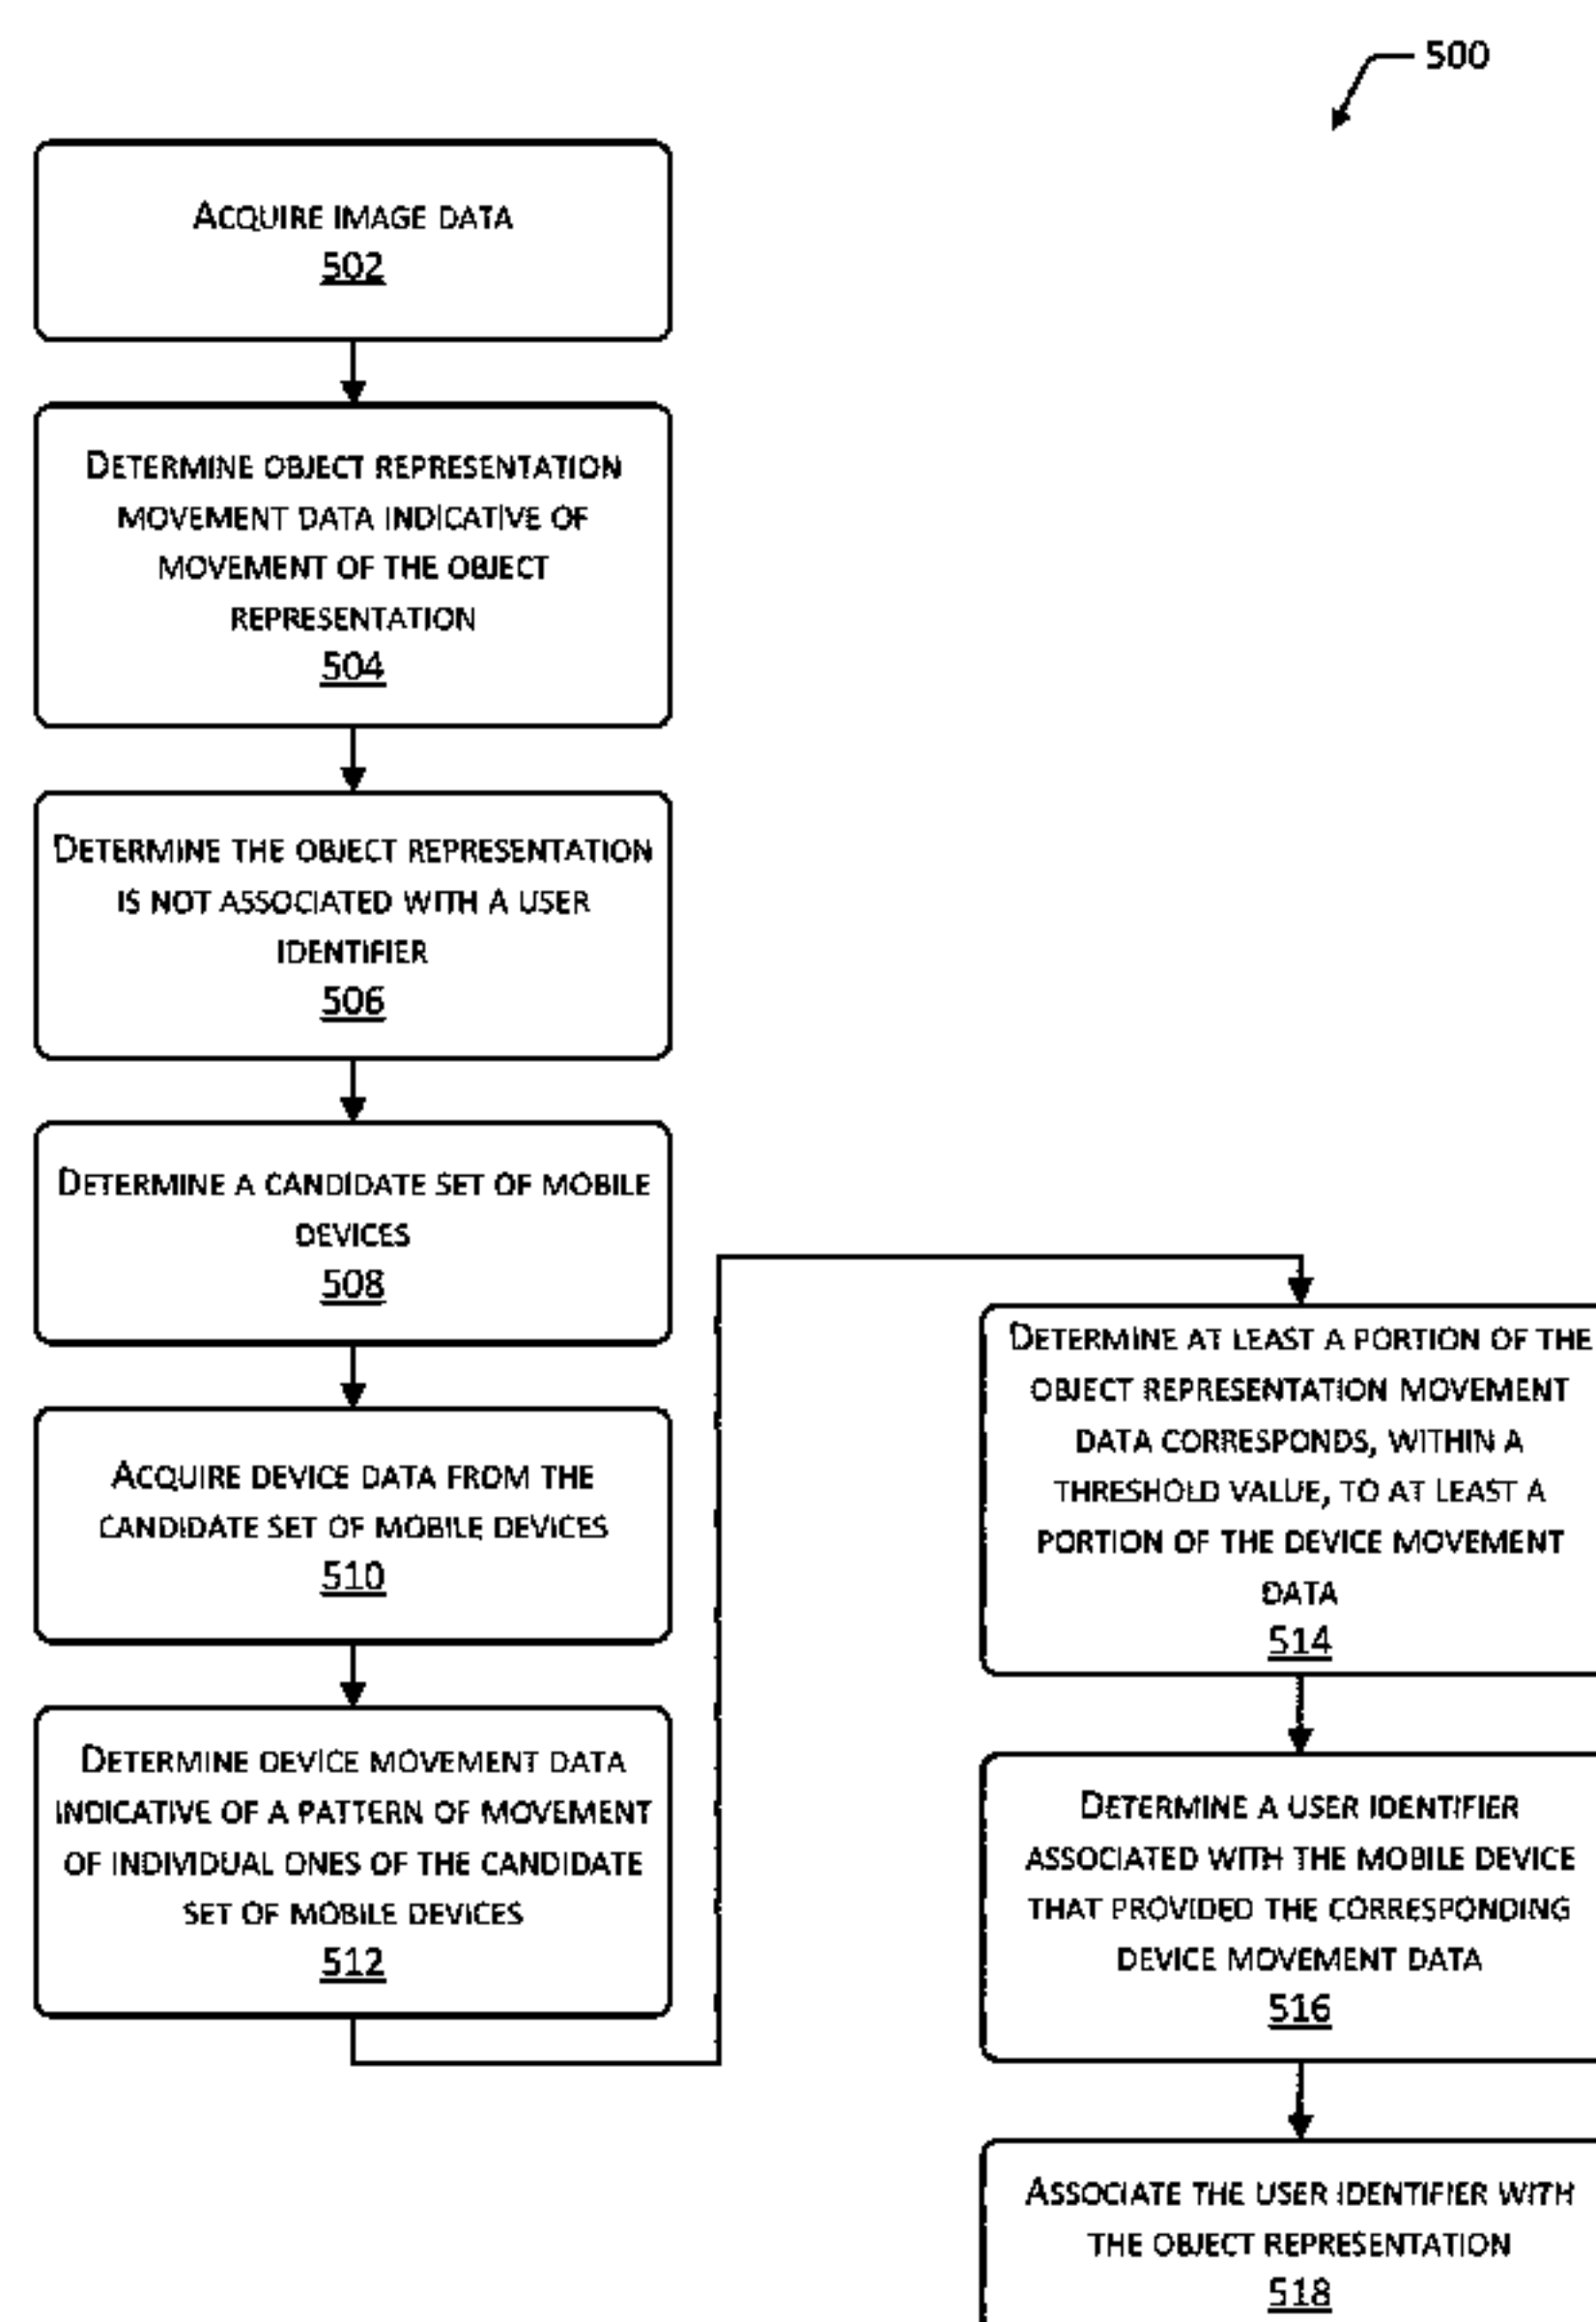 500
ACQUIRE IMAGE DATA
502
DETERMINE OBJECT REPRESENTATION
MOVEMENT DATA INDICATIVE OF
MOVEMENT OF THE OBJECT
REPRESENTATION
504
DETERMINE THE OBJECT REPRESENTATION
IS NOT ASSOCIATED WITH A USER
IDENTIFIER
506
DETERMINE A CANDIDATE SET OF MOBILE
DEVICES
508
ACQUIRE DEVICE DATA FROM THE
CANDIDATE SET OF MOBILE DEVICES
510
DETERMINE DEVICE MOVEMENT DATA
INDICATIVE OF A PATTERN OF MOVEMENT
OF INDIVIDUAL ONES OF THE CANDIDATE
SET OF MOBILE DEVICES
512
DETERMINE AT LEAST A PORTION OF THE
OBJECT REPRESENTATION MOVEMENT
DATA CORRESPONDS, WITHIN A
THRESHOLD VALUE, TO AT LEAST A
PORTION OF THE DEVICE MOVEMENT
DATA
514
DETERMINE A USER IDENTIFIER
ASSOCIATED WITH THE MOBILE DEVICE
THAT PROVIDED THE CORRESPONDING
DEVICE MOVEMENT DATA
516
ASSOCIATE THE USER IDENTIFIER WITH
THE OBJECT REPRESENTATION
518